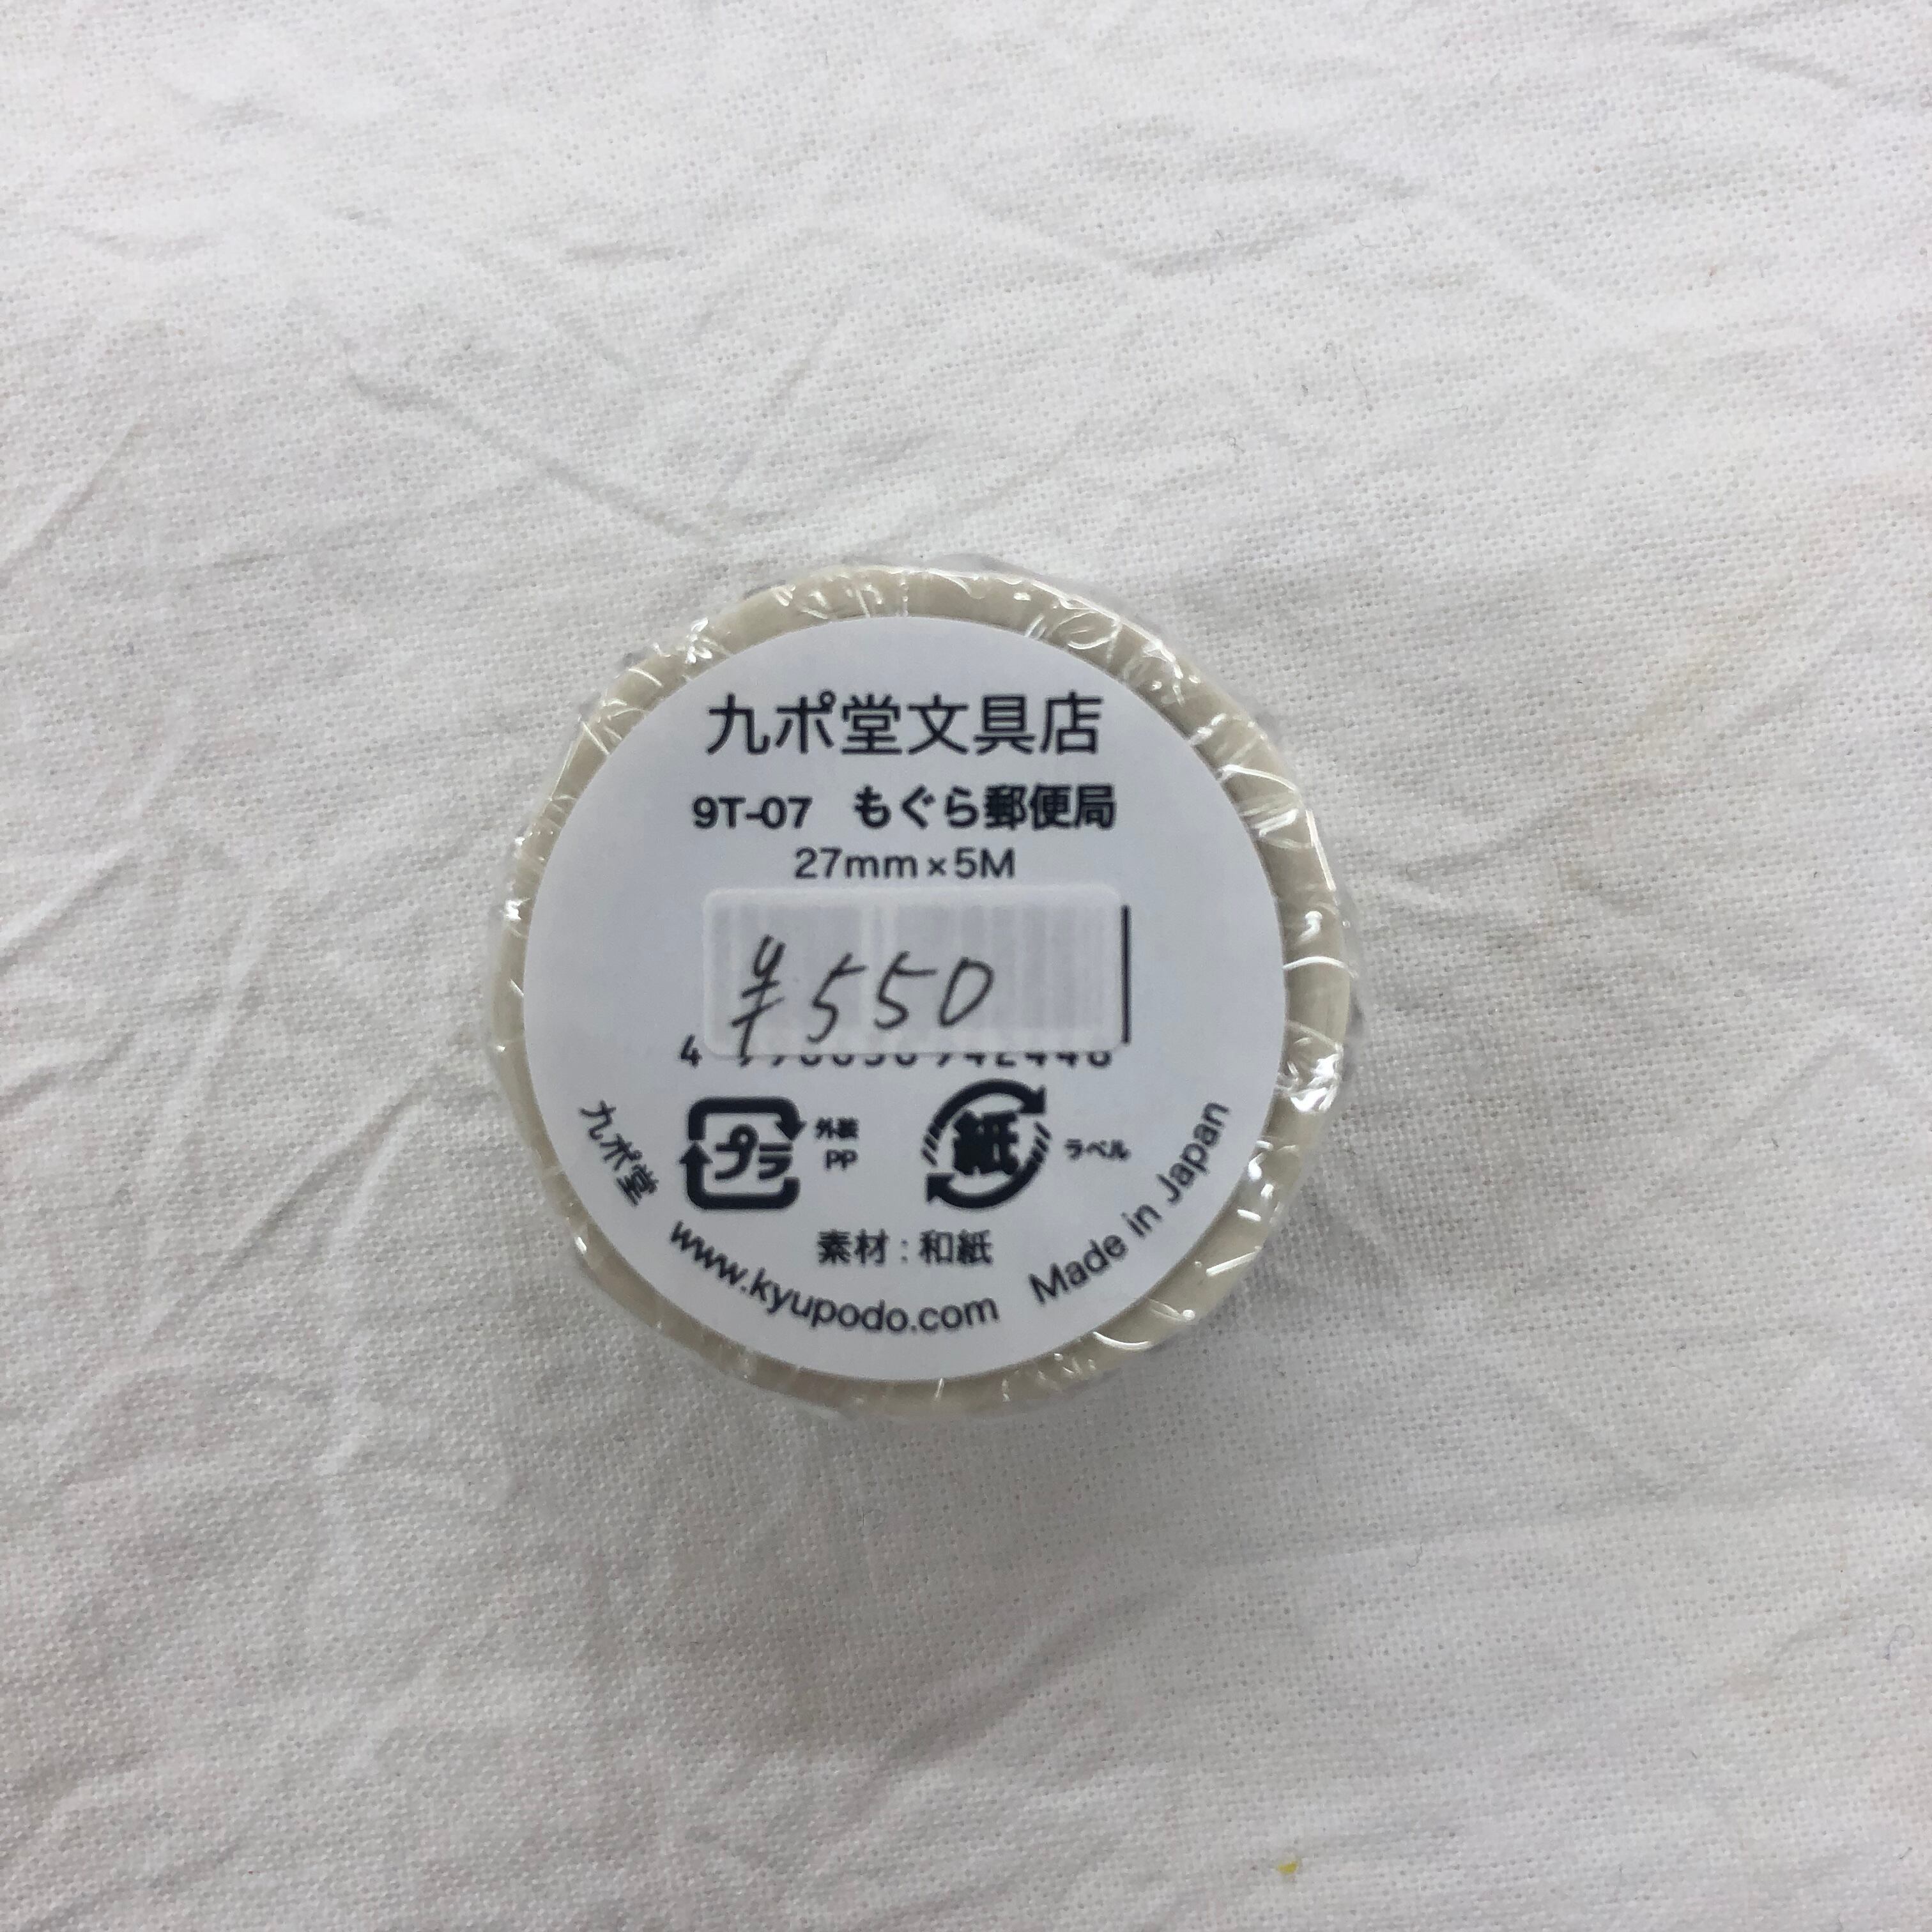 九ポ堂文具店
9T-07 もぐら郵便局
27mm×5M
¥550
プラ
外装
PP
紙
ラベル
素材:和紙
九ポ堂
www.kyupodo.com
Made in Japan